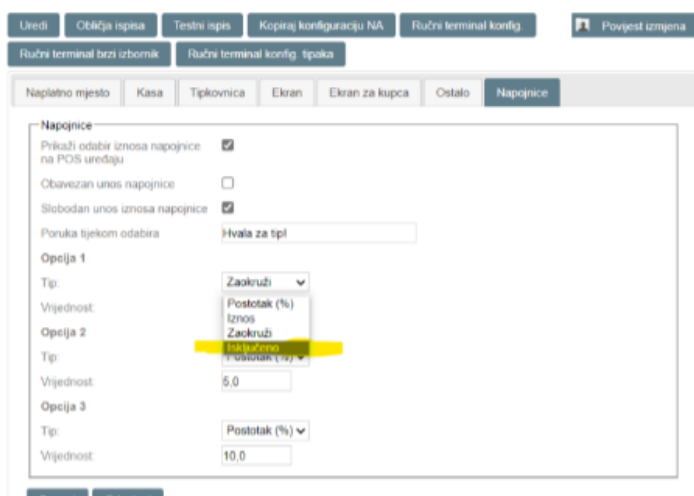 Uredi Obličja ispisa Testni ispis Kopiraj konfiguraciju NA Ručni terminal konfig. Povijest izmjena
Ručni terminal brzi izbornik Ručni terminal konfig. tipaka
Naplatno mjesto Kasa Tipkovnica Ekran Ekran za kupca Ostalo Napojnice
Napojnice
Prikaži odabir iznosa napojnice
na POS uređaju
Obavezan unos napojnice
Slobodan unos iznosa napojnice
Poruka tijekom odabira Hvala za tip!
Opcija 1
Tip: Zaokruži
Vrijednost:
Postotak (%)
Iznos
Zaokruži
Isključeno
Opcija 2
Tip: Postotak (%)
Vrijednost: 5,0
Opcija 3
Tip: Postotak (%)
Vrijednost: 10,0